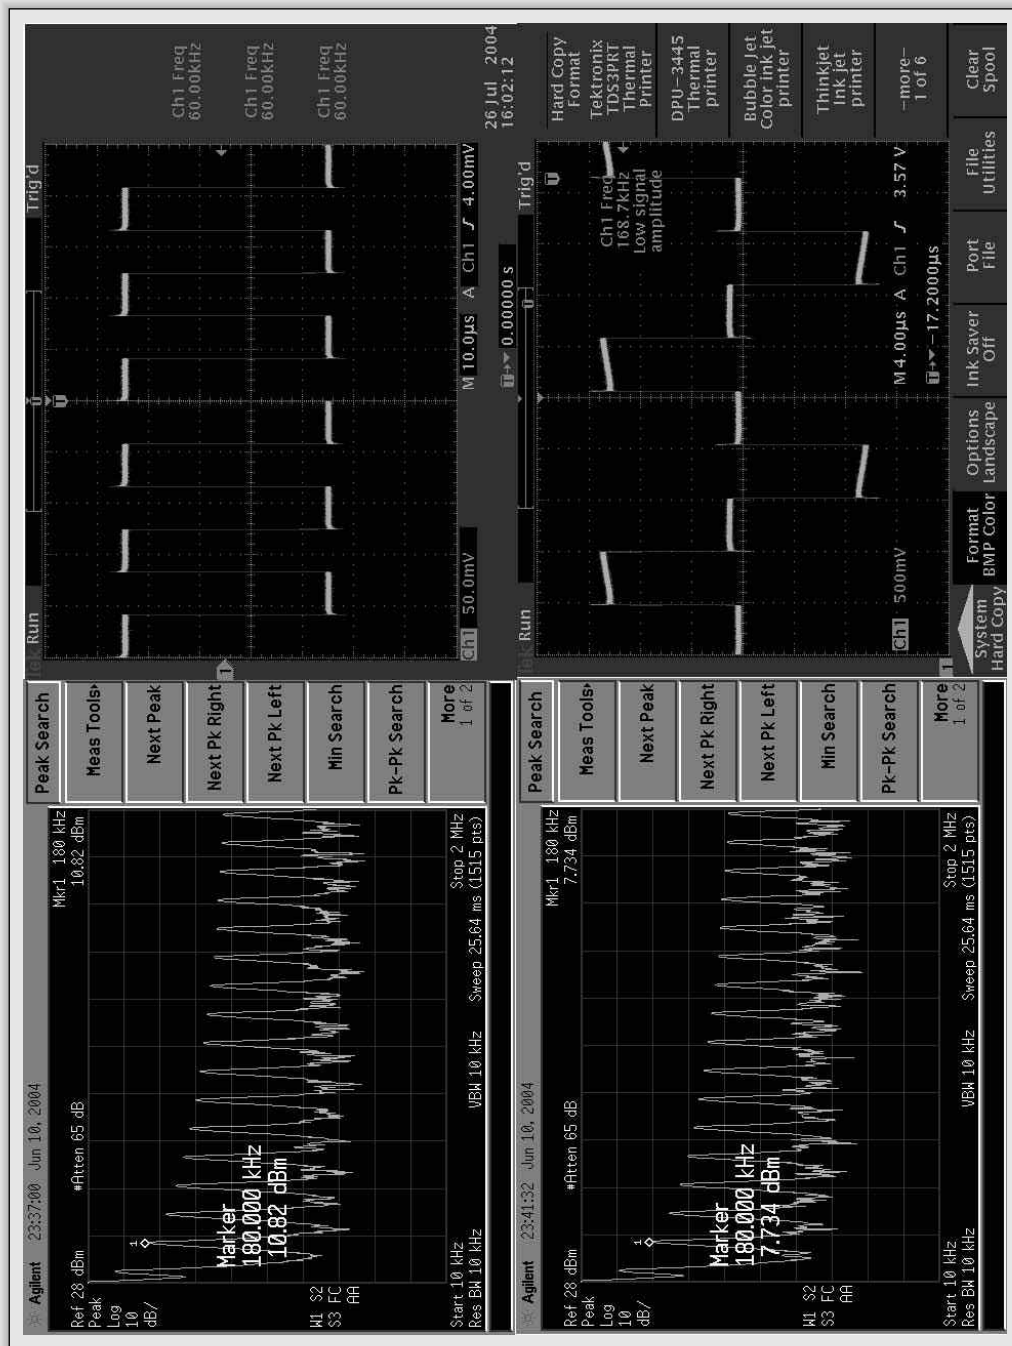 Agilent 23:37:00 Jun 10, 2004
Mkr1 180 kHz
Ref 28 dBm #Atten 65 dB 10.82 dBm
Peak
Log
10
dB/
1
Marker
180.000 kHz
10.82 dBm
W1 S2
S3 FC
AA
Start 10 kHz Stop 2 MHz
Res BW 10 kHz VBW 10 kHz Sweep 25.64 ms (1515 pts)
Peak Search
Meas Tools
Next Peak
Next Pk Right
Next Pk Left
Min Search
Pk-Pk Search
More
1 of 2
Tek Run Trig'd
Ch1 Freq
60.00kHz
Ch1 Freq
60.00kHz
Ch1 Freq
60.00kHz
Ch1 50.0mV M 10.0µs A Ch1 4.00mV
26 Jul 2004
16:02:12
0.00000 s
Agilent 23:41:32 Jun 10, 2004
Mkr1 180 kHz
Ref 28 dBm #Atten 65 dB 7.734 dBm
Peak
Log
10
dB/
1
Marker
180.000 kHz
7.734 dBm
W1 S2
S3 FC
AA
Start 10 kHz Stop 2 MHz
Res BW 10 kHz VBW 10 kHz Sweep 25.64 ms (1515 pts)
Peak Search
Meas Tools
Next Peak
Next Pk Right
Next Pk Left
Min Search
Pk-Pk Search
More
1 of 2
Tek Run Trig'd
Ch1 Freq
168.7kHz
Low signal
amplitude
Ch1 500mV M 4.00µs A Ch1 3.57 V
-17.2000µs
Hard Copy
Format
Tektronix
TDS3PRT
Thermal
Printer
DPU-3445
Thermal
printer
Bubble Jet
Color ink jet
printer
Thinkjet
Ink jet
printer
-more-
1 of 6
System
Hard Copy
Format
BMP Color
Options
Landscape
Ink Saver
Off
Port
File
File
Utilities
Clear
Spool